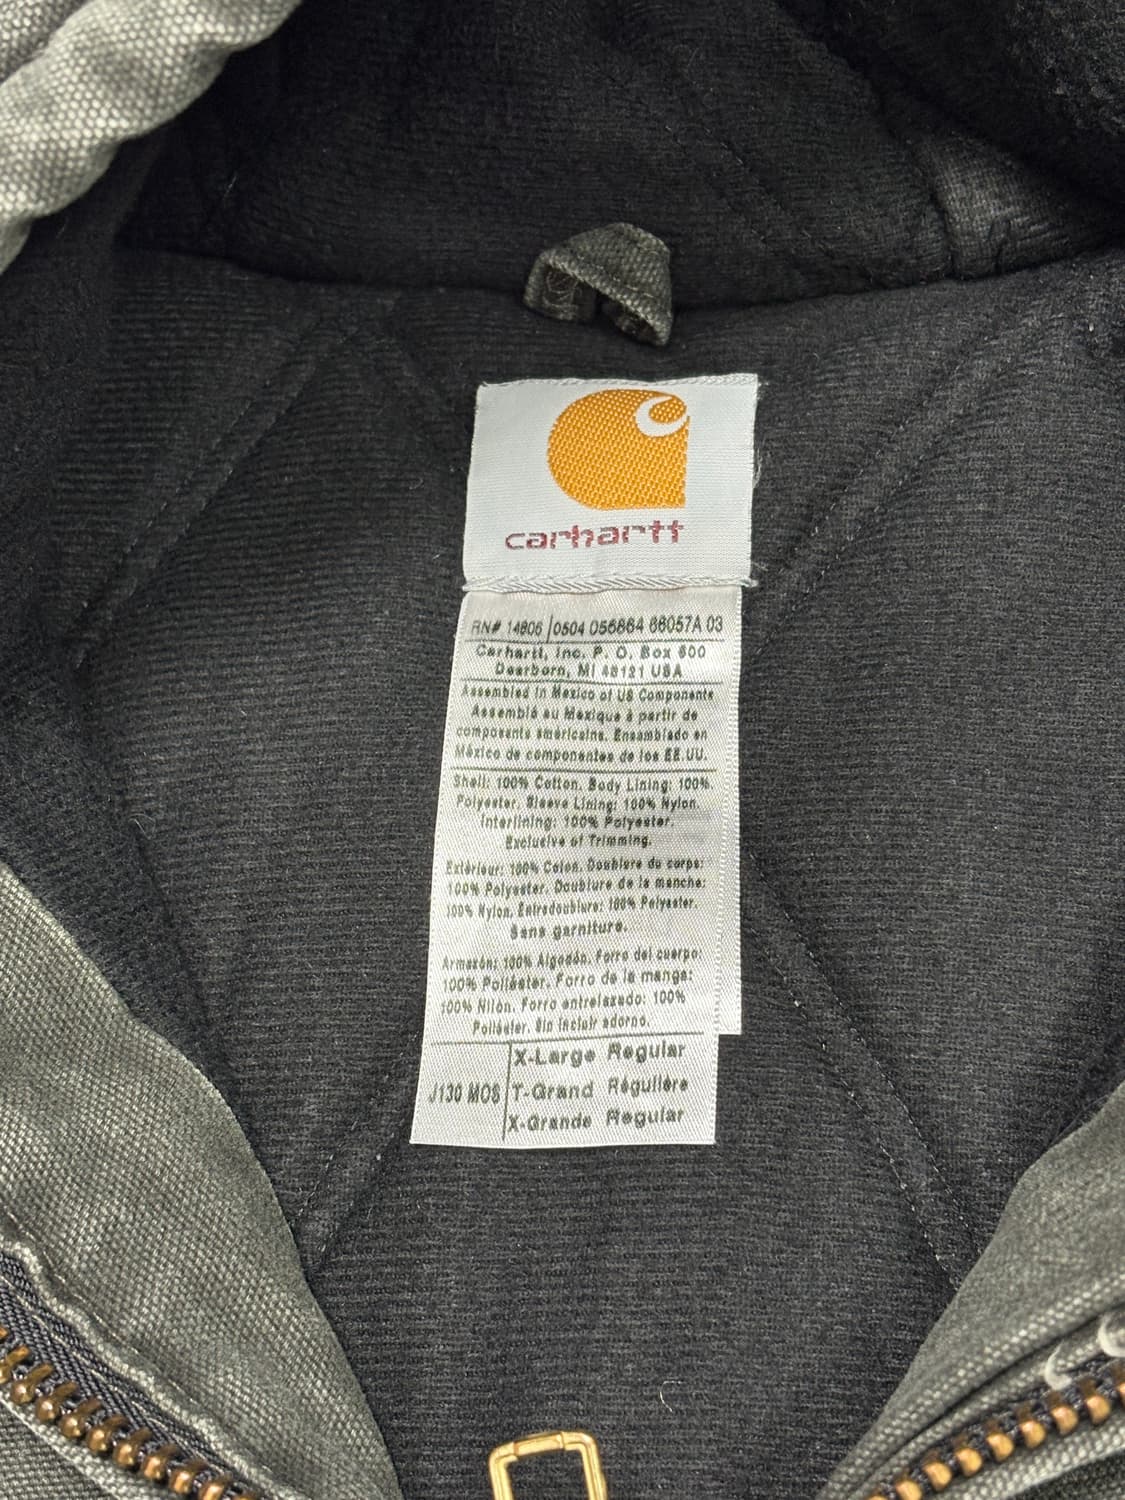 carhartt
RN# 14806 0504 056864 66057A 03
Carhartt, Inc. P. O. Box 600
Dearborn, MI 48121 USA
Assembled in Mexico of US Components
Assemblé au Mexique à partir de
composants américains. Ensamblado en
México de componentes de los EE.UU.
Shell: 100% Cotton. Body Lining: 100%
Polyester. Sleeve Lining: 100% Nylon.
Interlining: 100% Polyester.
Exclusive of Trimming.
Extérieur: 100% Coton. Doublure du corps:
100% Polyester. Doublure de la manche:
100% Nylon. Entredoublure: 100% Polyester.
Sans garniture.
Armazón: 100% Algodón. Forro del cuerpo:
100% Poliéster. Forro de la manga:
100% Nilón. Forro entrelazado: 100%
Poliéster. Sin incluir adorno.
X-Large Regular
J130 MOS T-Grand Régulière
X-Grande Regular